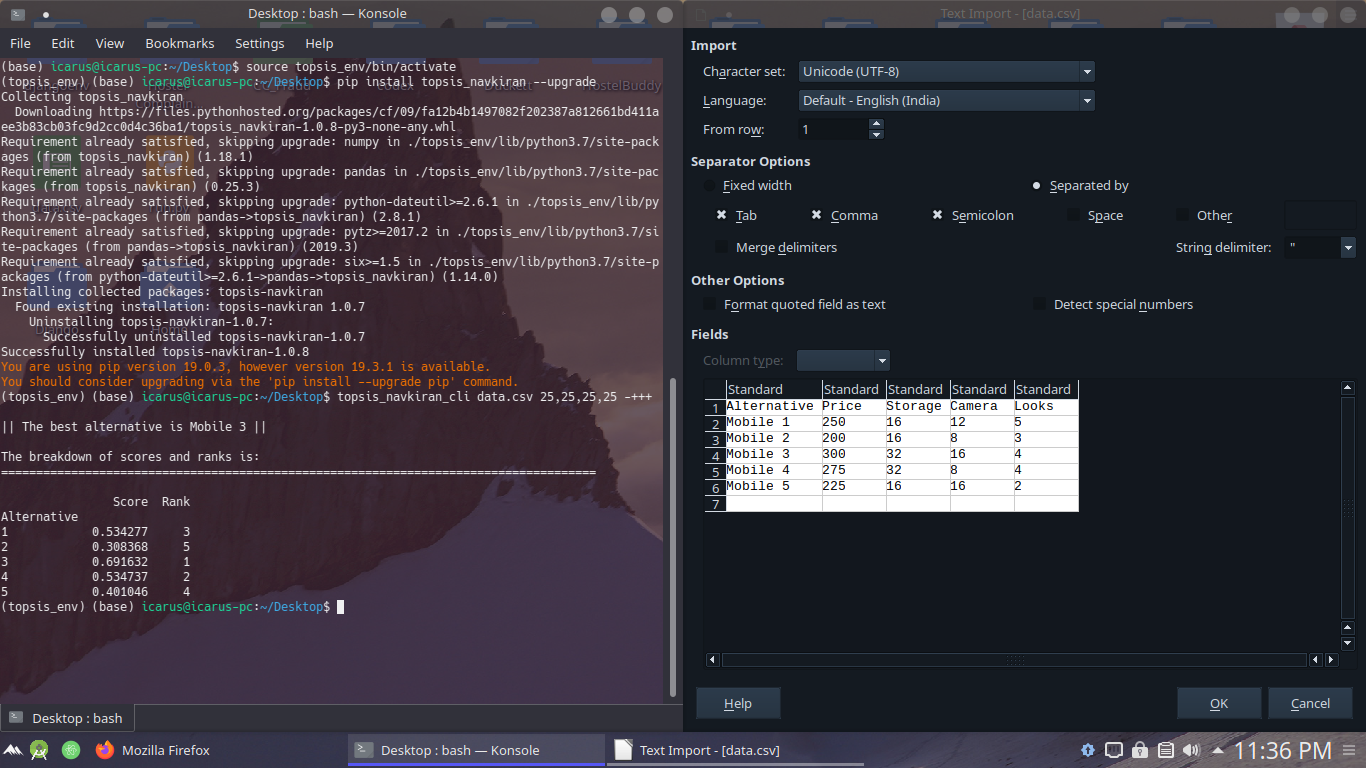 Desktop : bash — Konsole
File Edit View Bookmarks Settings Help
(base) icarus@icarus-pc:~/Desktop$ source topsis_env/bin/activate
(topsis_env) (base) icarus@icarus-pc:~/Desktop$ pip install topsis_navkiran --upgrade
Collecting topsis_navkiran
  Downloading https://files.pythonhosted.org/packages/cf/09/fa12b4b1497082f202387a812661bd411a
ee3b83cb03fc9d2cc0d4c36ba1/topsis_navkiran-1.0.8-py3-none-any.whl
Requirement already satisfied, skipping upgrade: numpy in ./topsis_env/lib/python3.7/site-pack
ages (from topsis_navkiran) (1.18.1)
Requirement already satisfied, skipping upgrade: pandas in ./topsis_env/lib/python3.7/site-pac
kages (from topsis_navkiran) (0.25.3)
Requirement already satisfied, skipping upgrade: python-dateutil>=2.6.1 in ./topsis_env/lib/py
thon3.7/site-packages (from pandas->topsis_navkiran) (2.8.1)
Requirement already satisfied, skipping upgrade: pytz>=2017.2 in ./topsis_env/lib/python3.7/si
te-packages (from pandas->topsis_navkiran) (2019.3)
Requirement already satisfied, skipping upgrade: six>=1.5 in ./topsis_env/lib/python3.7/site-p
ackages (from python-dateutil>=2.6.1->pandas->topsis_navkiran) (1.14.0)
Installing collected packages: topsis-navkiran
  Found existing installation: topsis-navkiran 1.0.7
    Uninstalling topsis-navkiran-1.0.7:
      Successfully uninstalled topsis-navkiran-1.0.7
Successfully installed topsis-navkiran-1.0.8
You are using pip version 19.0.3, however version 19.3.1 is available.
You should consider upgrading via the 'pip install --upgrade pip' command.
(topsis_env) (base) icarus@icarus-pc:~/Desktop$ topsis_navkiran_cli data.csv 25,25,25,25 -+++
|| The best alternative is Mobile 3 ||
The breakdown of scores and ranks is:
=====================================================================================
Score Rank
Alternative
1 0.534277 3
2 0.308368 5
3 0.691632 1
4 0.534737 2
5 0.401046 4
(topsis_env) (base) icarus@icarus-pc:~/Desktop$
HostelBuddy
Desktop : bash
Text Import - [data.csv]
Import
Character set: Unicode (UTF-8)
Language: Default - English (India)
From row: 1
Separator Options
Fixed width Separated by
Tab Comma Semicolon Space Other
Merge delimiters String delimiter: "
Other Options
Format quoted field as text Detect special numbers
Fields
Column type:
Standard Standard Standard Standard Standard
1 Alternative Price Storage Camera Looks
2 Mobile 1 250 16 12 5
3 Mobile 2 200 16 8 3
4 Mobile 3 300 32 16 4
5 Mobile 4 275 32 8 4
6 Mobile 5 225 16 16 2
7
Help OK Cancel
Mozilla Firefox Desktop : bash — Konsole Text Import - [data.csv] 11:36 PM